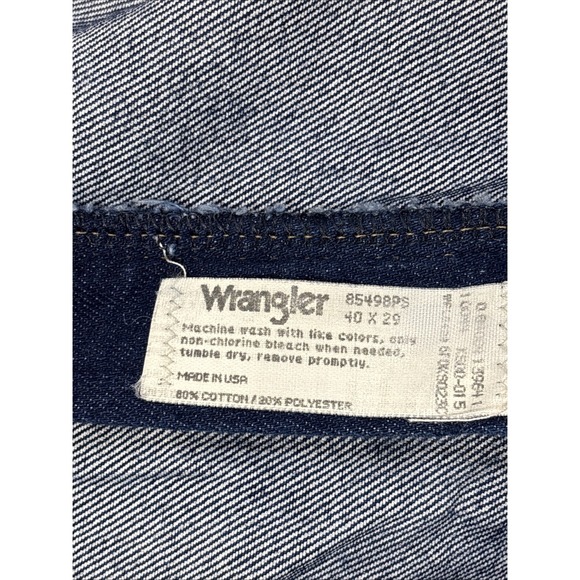 Wrangler
85498PS
40 X 29
Machine wash with like colors, only
non-chlorine bleach when needed,
tumble dry, remove promptly.
MADE IN USA
80% COTTON / 20% POLYESTER